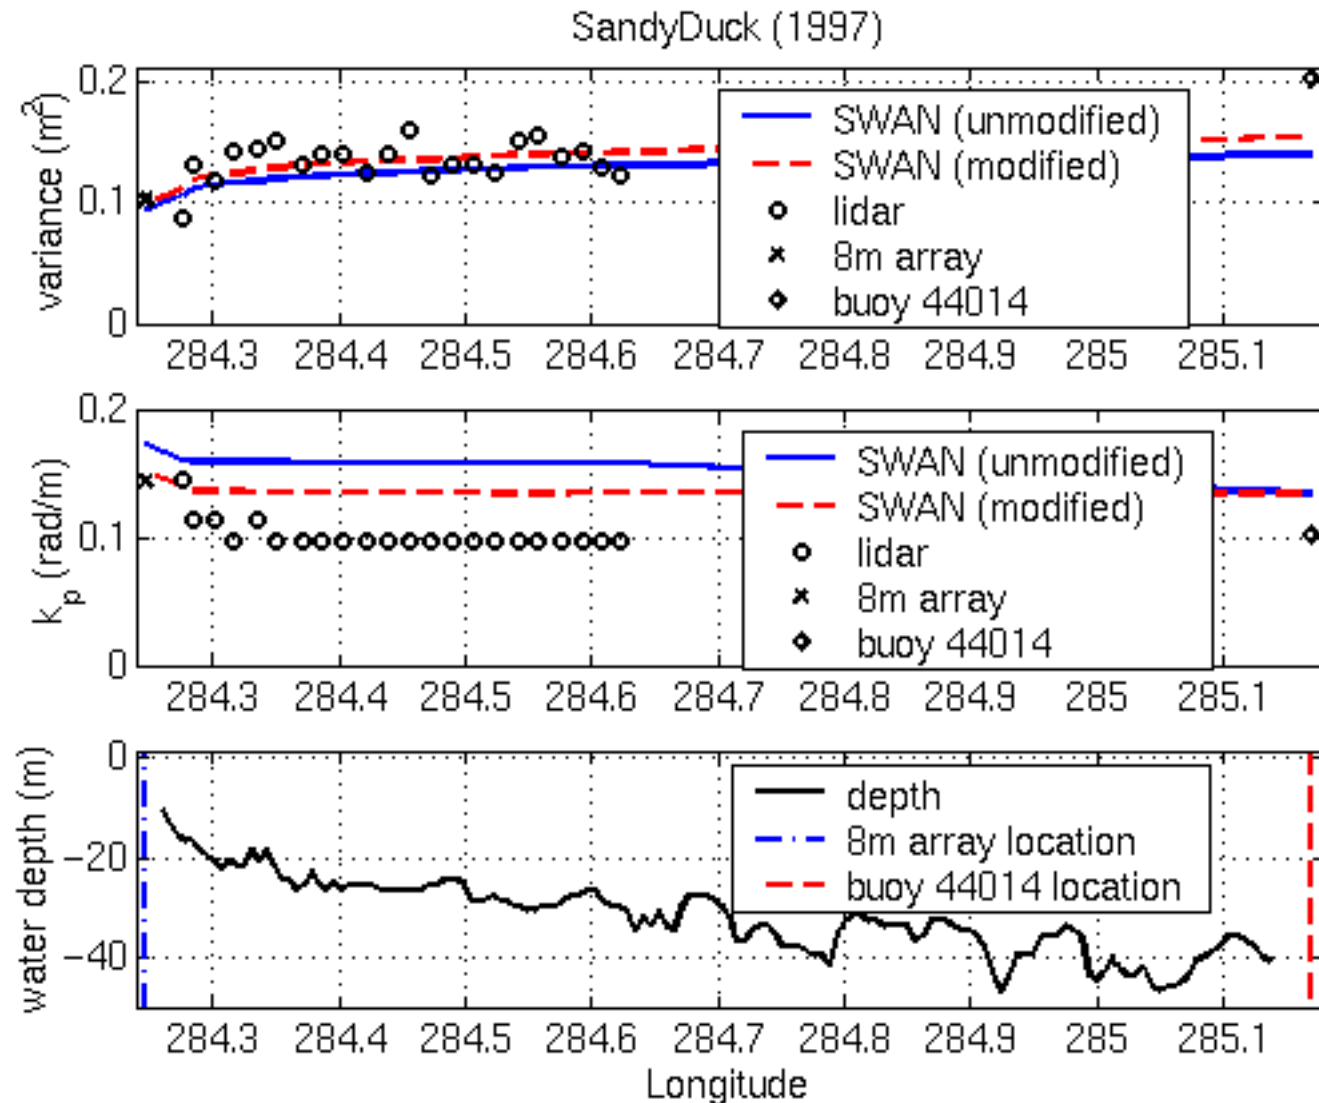 SandyDuck (1997)
variance (m²)
0.2
0.1
0
SWAN (unmodified)
SWAN (modified)
lidar
8m array
buoy 44014
284.3 284.4 284.5 284.6 284.7 284.8 284.9 285 285.1
k_p (rad/m)
0.2
0.1
0
SWAN (unmodified)
SWAN (modified)
lidar
8m array
buoy 44014
284.3 284.4 284.5 284.6 284.7 284.8 284.9 285 285.1
water depth (m)
0
−20
−40
depth
8m array location
buoy 44014 location
284.3 284.4 284.5 284.6 284.7 284.8 284.9 285 285.1
Longitude